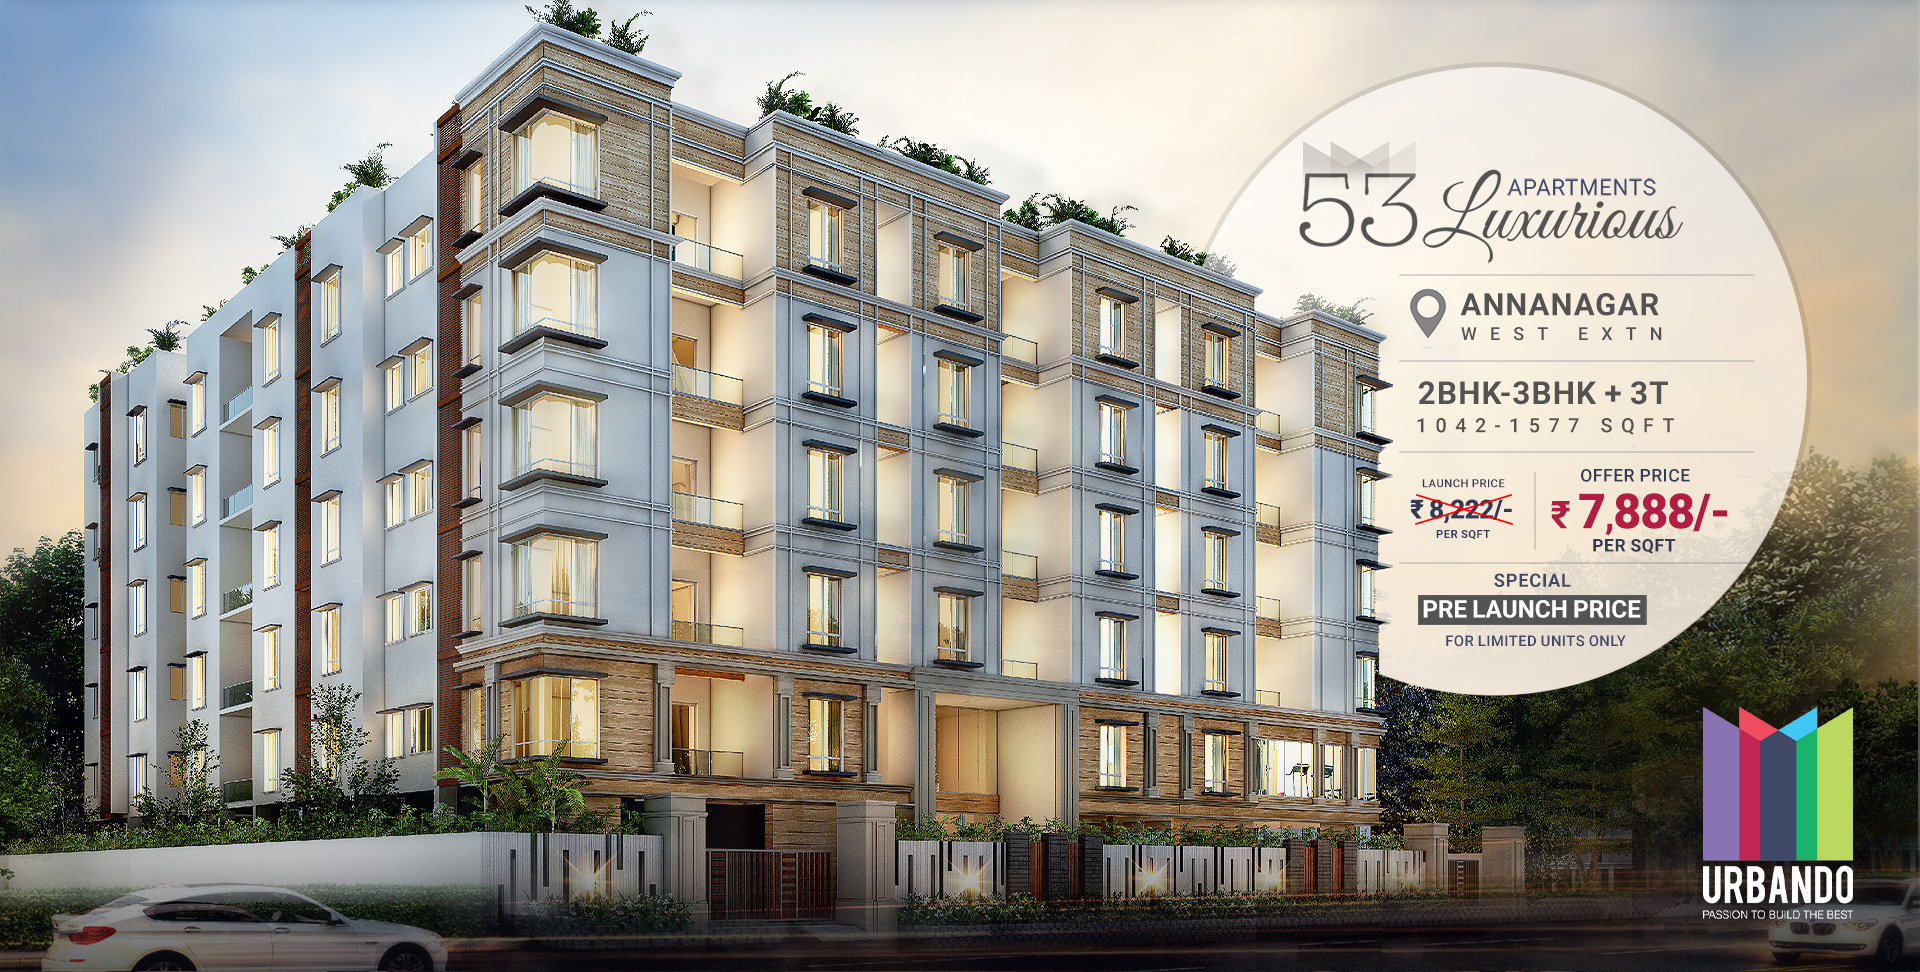 53 APARTMENTS
Luxurious
ANNANAGAR
WEST EXTN
2BHK-3BHK + 3T
1042-1577 SQFT
LAUNCH PRICE
₹ 8,222/-
PER SQFT
OFFER PRICE
₹ 7,888/-
PER SQFT
SPECIAL
PRE LAUNCH PRICE
FOR LIMITED UNITS ONLY
URBANDO
PASSION TO BUILD THE BEST